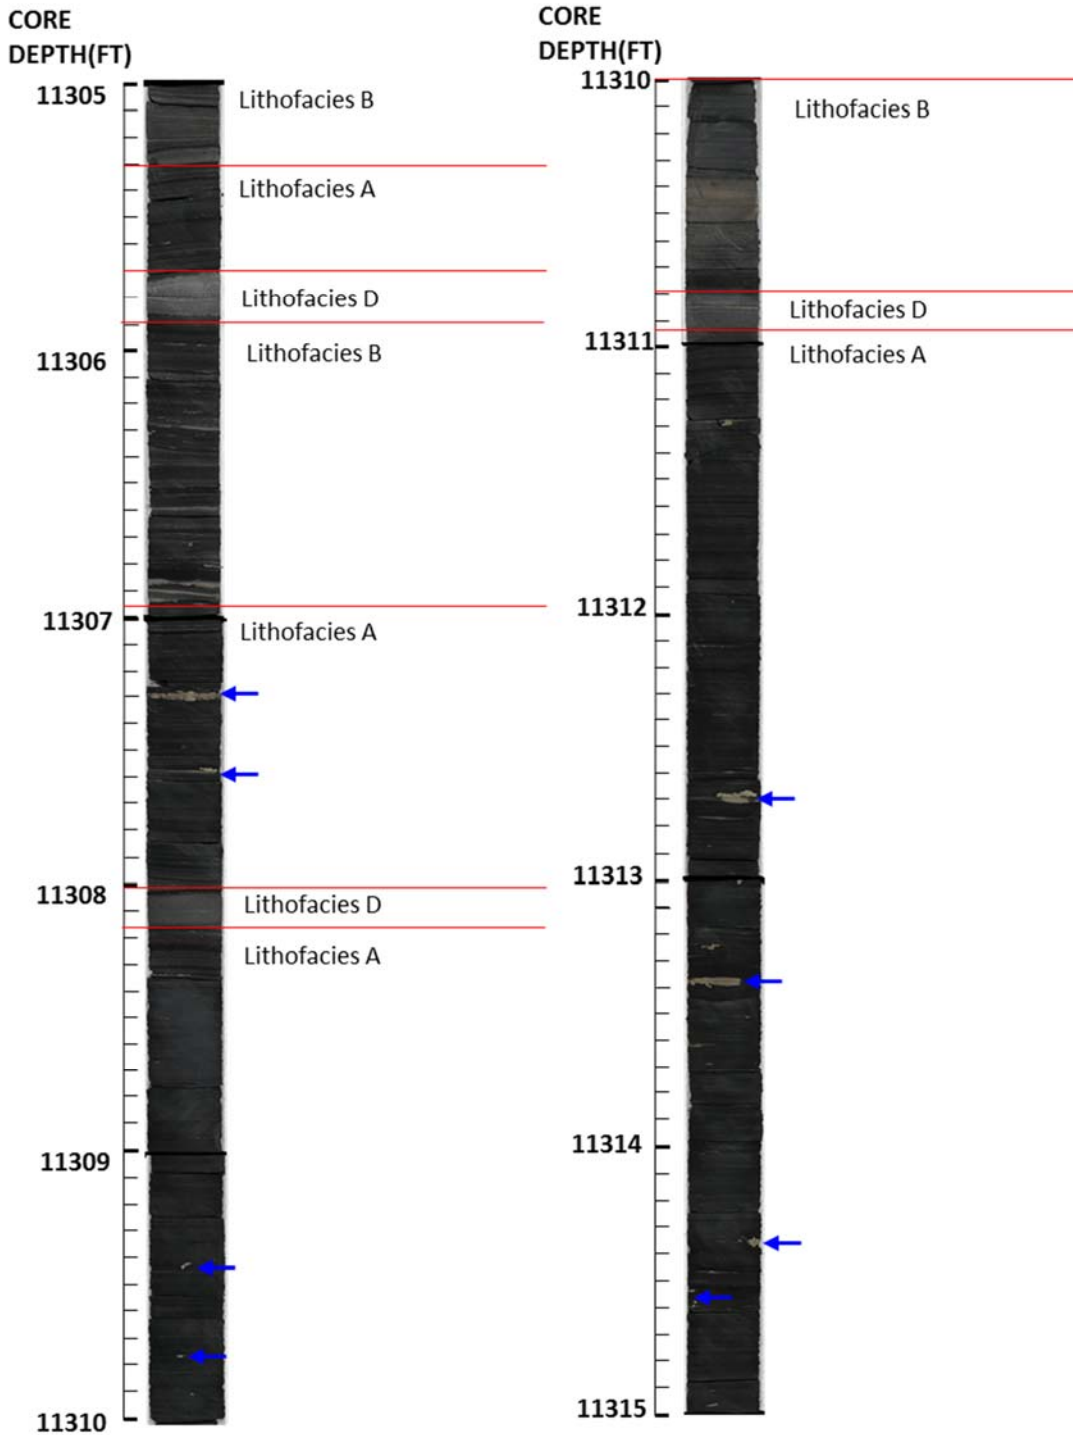 CORE
DEPTH(FT)
11305
Lithofacies B
Lithofacies A
Lithofacies D
11306
Lithofacies B
11307
Lithofacies A
11308
Lithofacies D
Lithofacies A
11309
11310
CORE
DEPTH(FT)
11310
Lithofacies B
Lithofacies D
11311
Lithofacies A
11312
11313
11314
11315